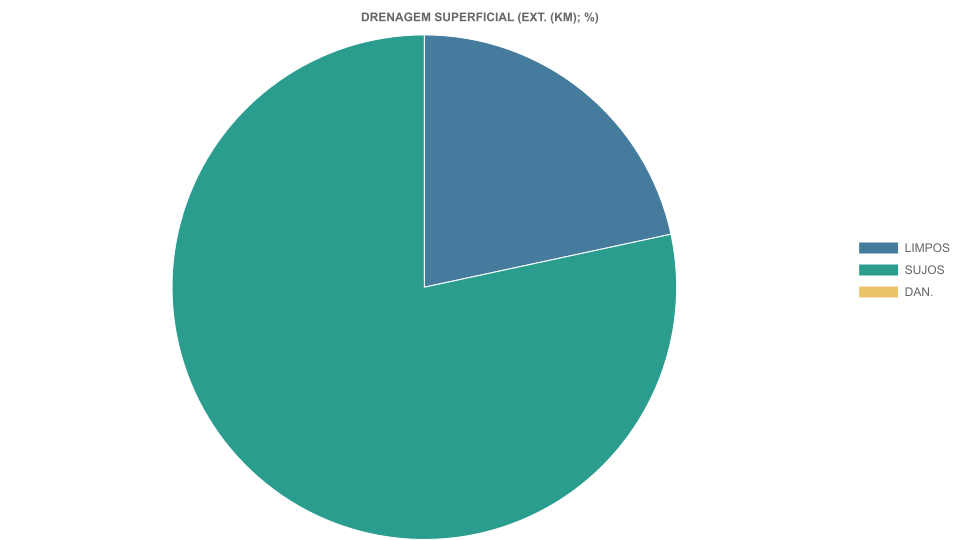 DRENAGEM SUPERFICIAL (EXT. (KM); %)
LIMPOS
SUJOS
DAN.